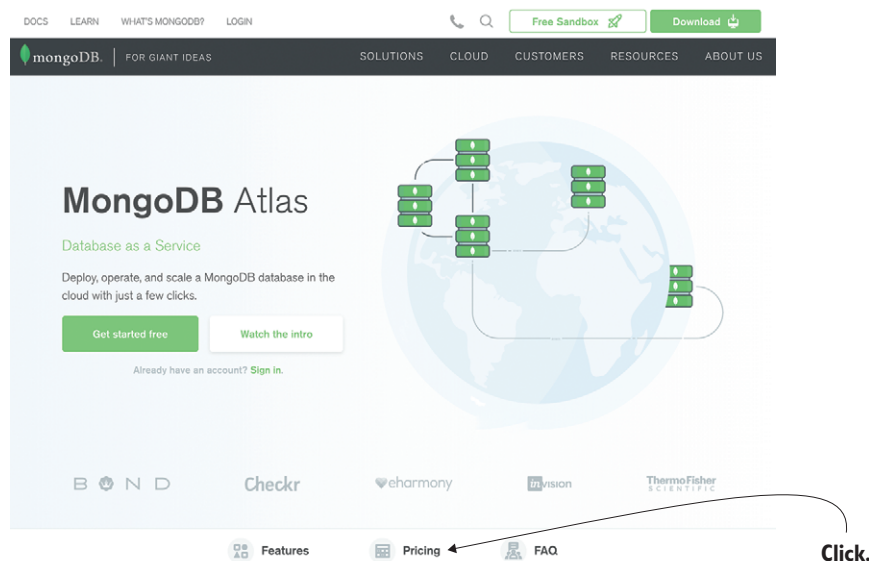 DOCS LEARN WHAT'S MONGODB? LOGIN Free Sandbox Download
mongoDB. FOR GIANT IDEAS SOLUTIONS CLOUD CUSTOMERS RESOURCES ABOUT US
MongoDB Atlas
Database as a Service
Deploy, operate, and scale a MongoDB database in the
cloud with just a few clicks.
Get started free Watch the intro
Already have an account? Sign in.
BOND Checkr eharmony invision ThermoFisher
SCIENTIFIC
Features Pricing FAQ
Click.